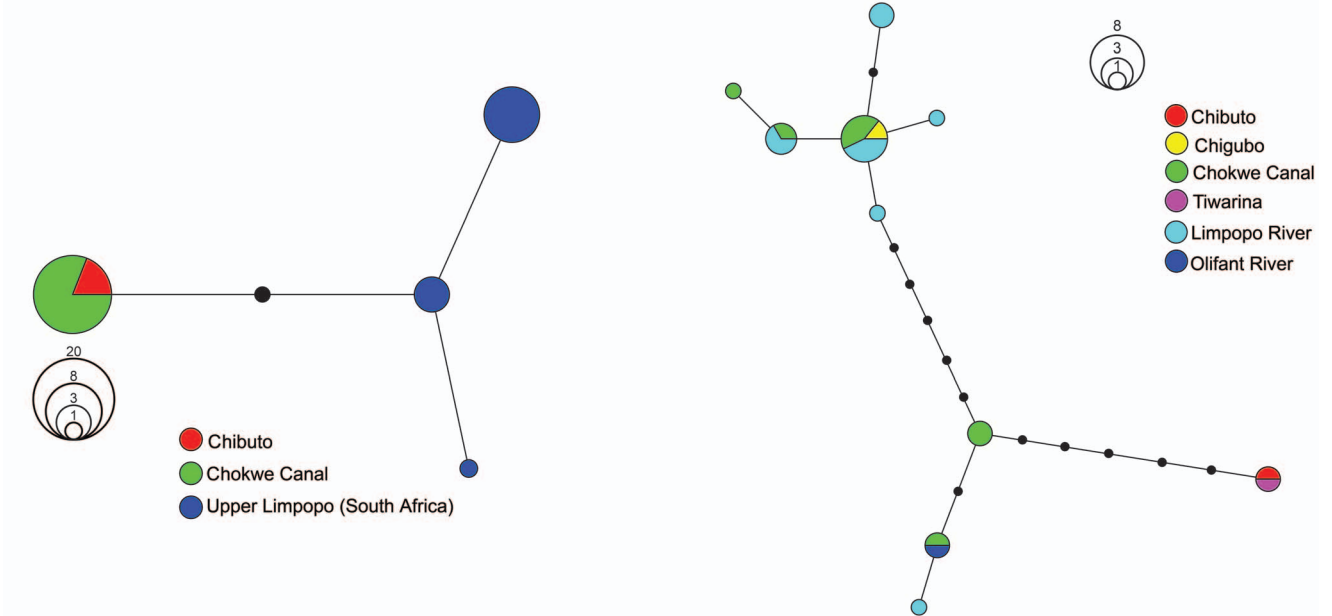 20
8
3
1
Chibuto
Chokwe Canal
Upper Limpopo (South Africa)
8
3
1
Chibuto
Chigubo
Chokwe Canal
Tiwarina
Limpopo River
Olifant River